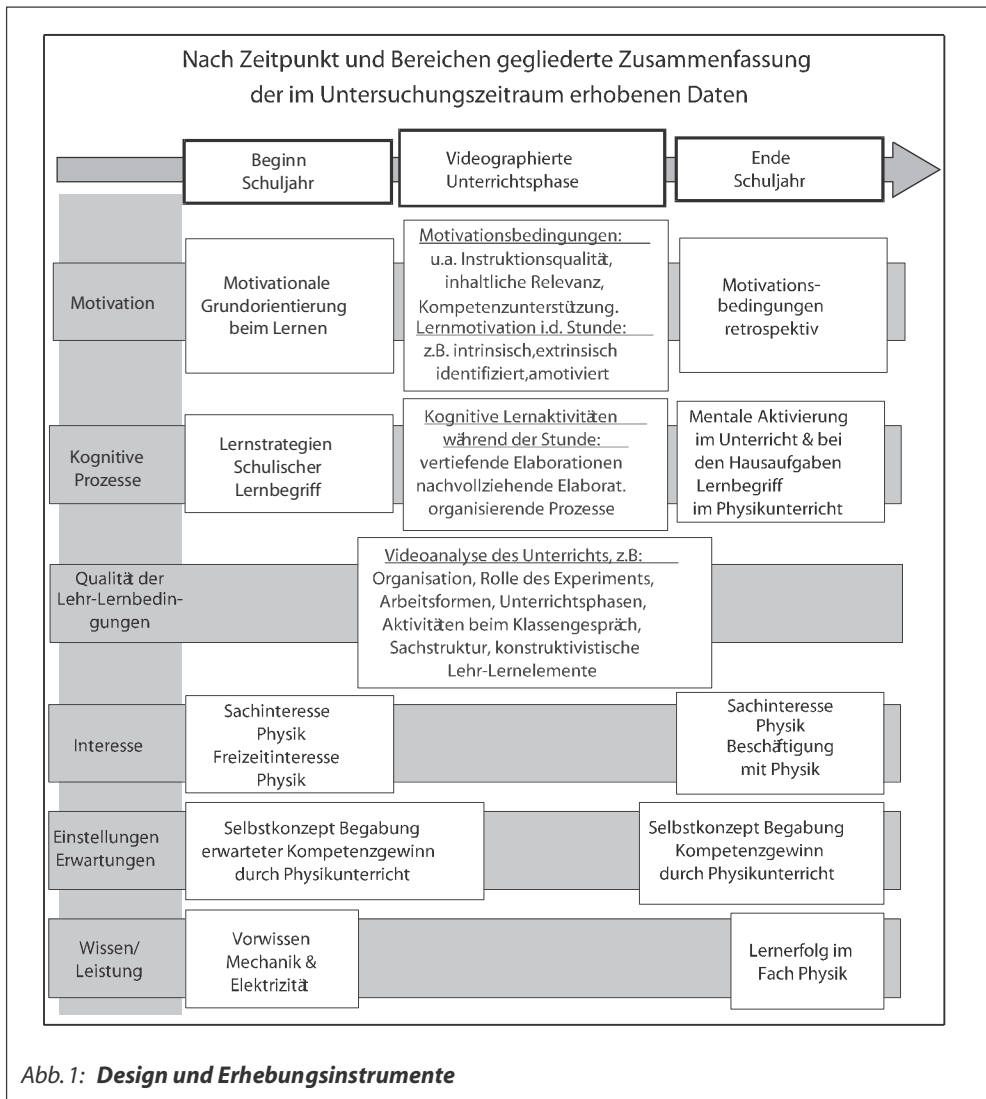 Nach Zeitpunkt und Bereichen gegliederte Zusammenfassung
der im Untersuchungszeitraum erhobenen Daten
Beginn
Schuljahr
Videographierte
Unterrichtsphase
Ende
Schuljahr
Motivation
Motivationale
Grundorientierung
beim Lernen
Motivationsbedingungen:
u.a. Instruktionsqualität,
inhaltliche Relevanz,
Kompetenzunterstützung.
Lernmotivation i.d. Stunde:
z.B. intrinsisch,extrinsisch
identifiziert,amotiviert
Motivations-
bedingungen
retrospektiv
Kognitive
Prozesse
Lernstrategien
Schulischer
Lernbegriff
Kognitive Lernaktivitäten
während der Stunde:
vertiefende Elaborationen
nachvollziehende Elaborat.
organisierende Prozesse
Mentale Aktivierung
im Unterricht & bei
den Hausaufgaben
Lernbegriff
im Physikunterricht
Qualität der
Lehr-Lernbedin-
gungen
Videoanalyse des Unterrichts, z.B:
Organisation, Rolle des Experiments,
Arbeitsformen, Unterrichtsphasen,
Aktivitäten beim Klassengespräch,
Sachstruktur, konstruktivistische
Lehr-Lernelemente
Interesse
Sachinteresse
Physik
Freizeitinteresse
Physik
Sachinteresse
Physik
Beschäftigung
mit Physik
Einstellungen
Erwartungen
Selbstkonzept Begabung
erwarteter Kompetenzgewinn
durch Physikunterricht
Selbstkonzept Begabung
Kompetenzgewinn
durch Physikunterricht
Wissen/
Leistung
Vorwissen
Mechanik &
Elektrizität
Lernerfolg im
Fach Physik
Abb. 1: Design und Erhebungsinstrumente